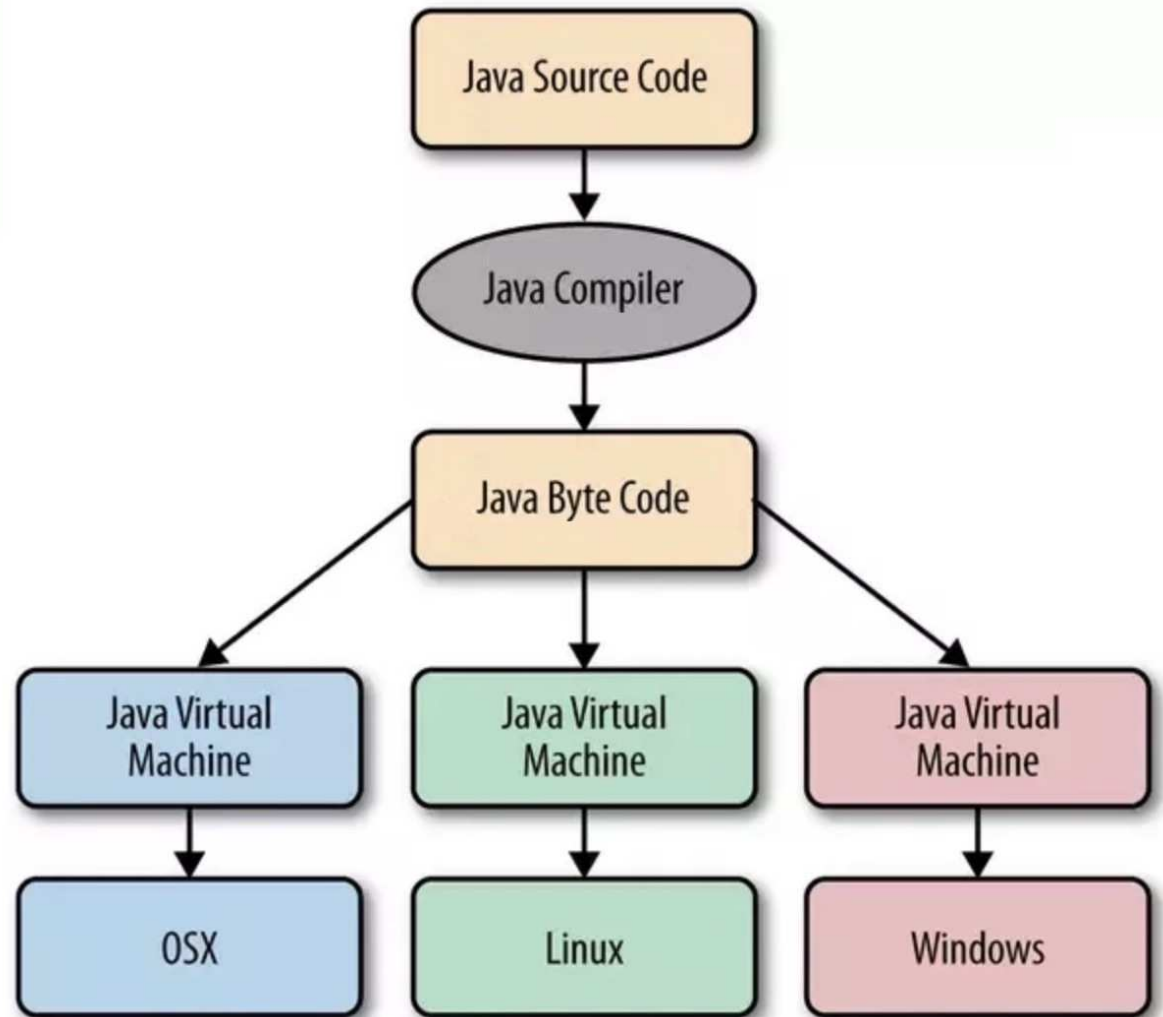 Java Source Code
Java Compiler
Java Byte Code
Java Virtual
Machine
Java Virtual
Machine
Java Virtual
Machine
OSX
Linux
Windows